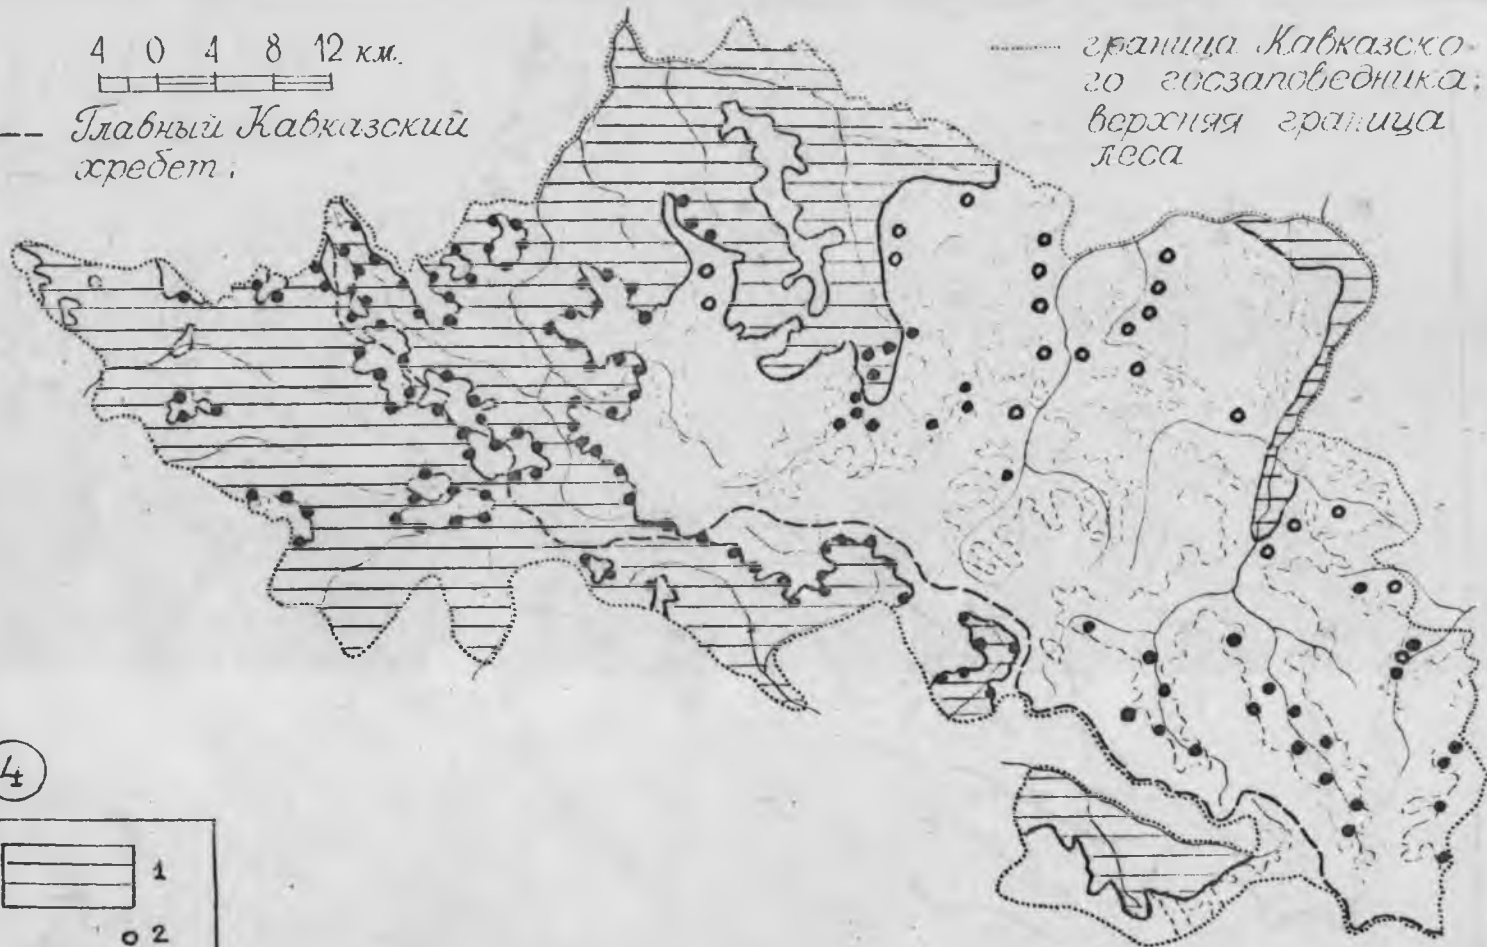 4 0 4 8 12 км.
Главный Кавказский
хребет.
граница Кавказско-
го госзаповедника;
верхняя граница
леса
4
1
2